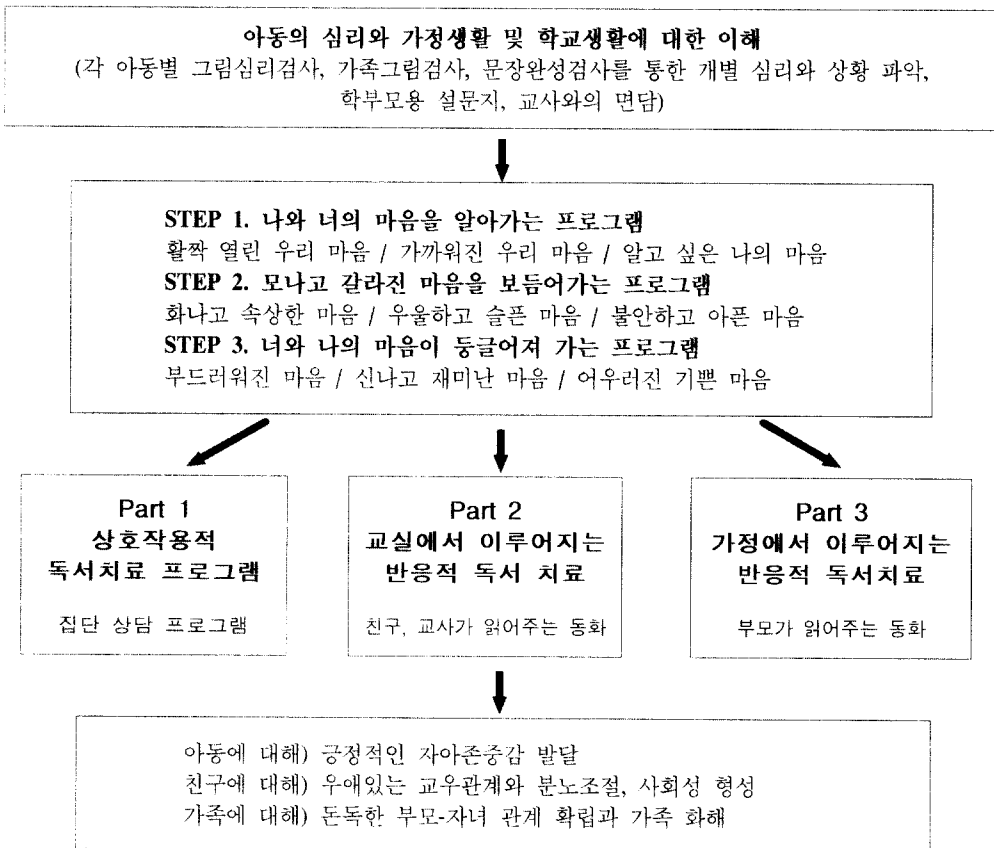 아동의 심리와 가정생활 및 학교생활에 대한 이해
(각 아동별 그림심리검사, 가족그림검사, 문장완성검사를 통한 개별 심리와 상황 파악,
학부모용 설문지, 교사와의 면담)
STEP 1. 나와 너의 마음을 알아가는 프로그램
활짝 열린 우리 마음 / 가까워진 우리 마음 / 알고 싶은 나의 마음
STEP 2. 모나고 갈라진 마음을 보듬어가는 프로그램
화나고 속상한 마음 / 우울하고 슬픈 마음 / 불안하고 아픈 마음
STEP 3. 너와 나의 마음이 둥글어져 가는 프로그램
부드러워진 마음 / 신나고 재미난 마음 / 어우러진 기쁜 마음
Part 1
상호작용적
독서치료 프로그램
집단 상담 프로그램
Part 2
교실에서 이루어지는
반응적 독서 치료
친구, 교사가 읽어주는 동화
Part 3
가정에서 이루어지는
반응적 독서치료
부모가 읽어주는 동화
아동에 대해) 긍정적인 자아존중감 발달
친구에 대해) 우애있는 교우관계와 분노조절, 사회성 형성
가족에 대해) 돈독한 부모-자녀 관계 확립과 가족 화해